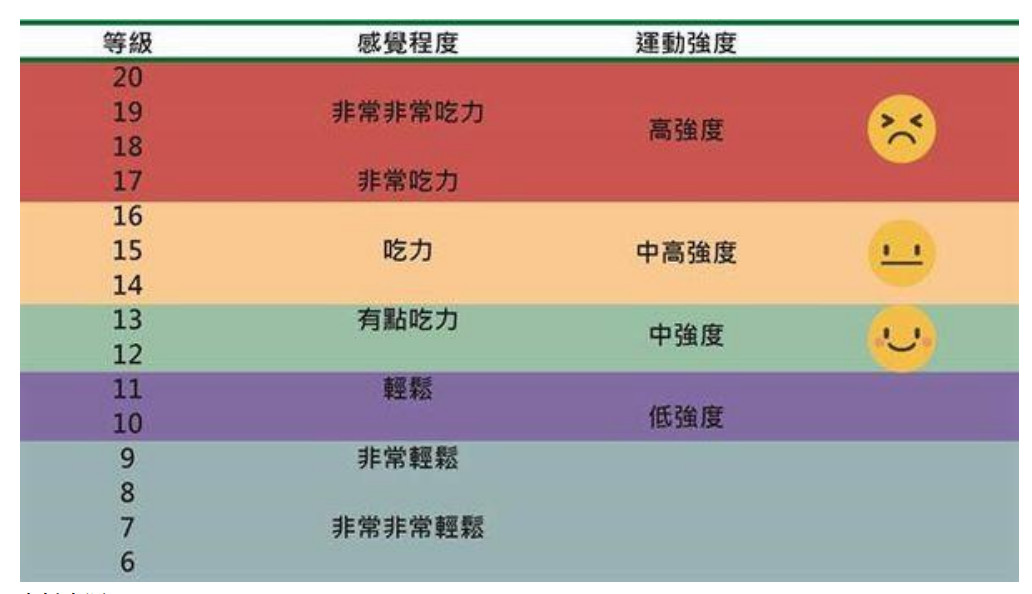 等級 感覺程度 運動強度
20
19 非常非常吃力
18 高強度
17 非常吃力
16
15 吃力 中高強度
14
13 有點吃力
12 中強度
11 輕鬆
10 低強度
9 非常輕鬆
8
7 非常非常輕鬆
6